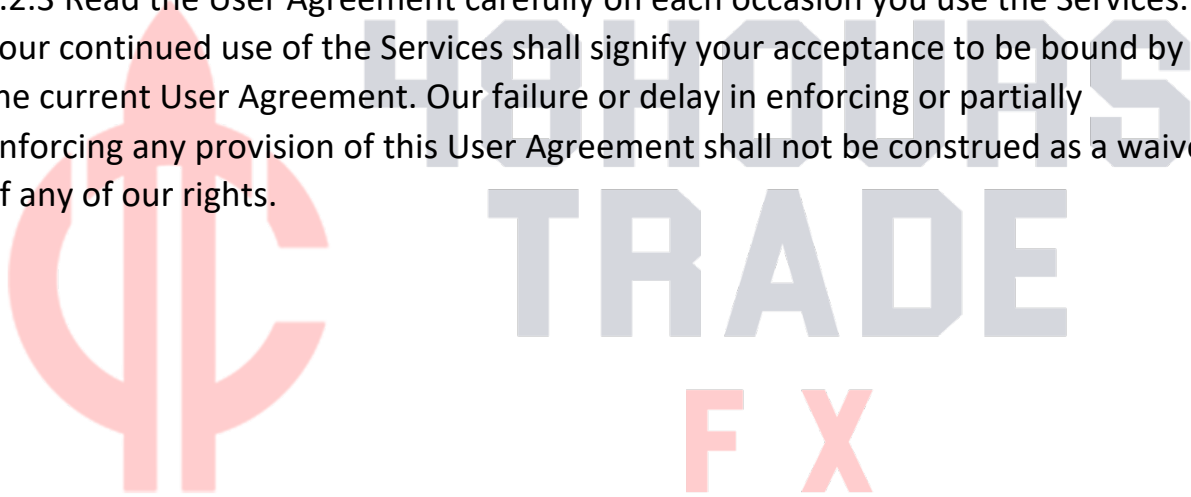 .2.3 Read the User Agreement carefully on each occasion you use the Services.
our continued use of the Services shall signify your acceptance to be bound by
he current User Agreement. Our failure or delay in enforcing or partially
nforcing any provision of this User Agreement shall not be construed as a waive
f any of our rights.
48HOURS
TRADE
FX